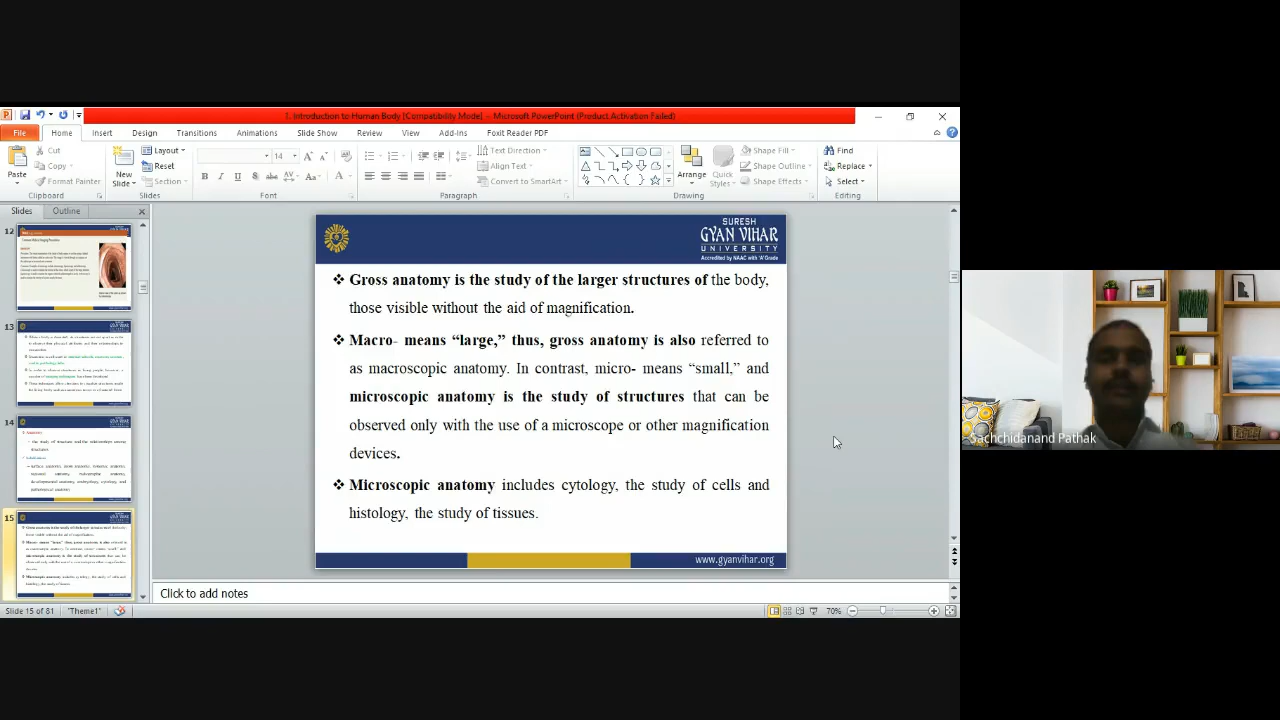 1. Introduction to Human Body [Compatibility Mode] - Microsoft PowerPoint (Product Activation Failed)
File Home Insert Design Transitions Animations Slide Show Review View Add-Ins Foxit Reader PDF
Paste
Cut
Copy
Format Painter
Clipboard
New Slide
Layout
Reset
Section
Slides
14
Font
Paragraph
Text Direction
Align Text
Convert to SmartArt
Arrange
Quick Styles
Shape Fill
Shape Outline
Shape Effects
Drawing
Find
Replace
Select
Editing
Slides Outline
12
13
14
15
SURESH
GYAN VIHAR
UNIVERSITY
Accredited by NAAC with 'A' Grade
Gross anatomy is the study of the larger structures of the body,
those visible without the aid of magnification.
Macro- means “large,” thus, gross anatomy is also referred to
as macroscopic anatomy. In contrast, micro- means “small,” and
microscopic anatomy is the study of structures that can be
observed only with the use of a microscope or other magnification
devices.
Microscopic anatomy includes cytology, the study of cells and
histology, the study of tissues.
www.gyanvihar.org
Click to add notes
Slide 15 of 81 "Theme1" 70%
Sachchidanand Pathak